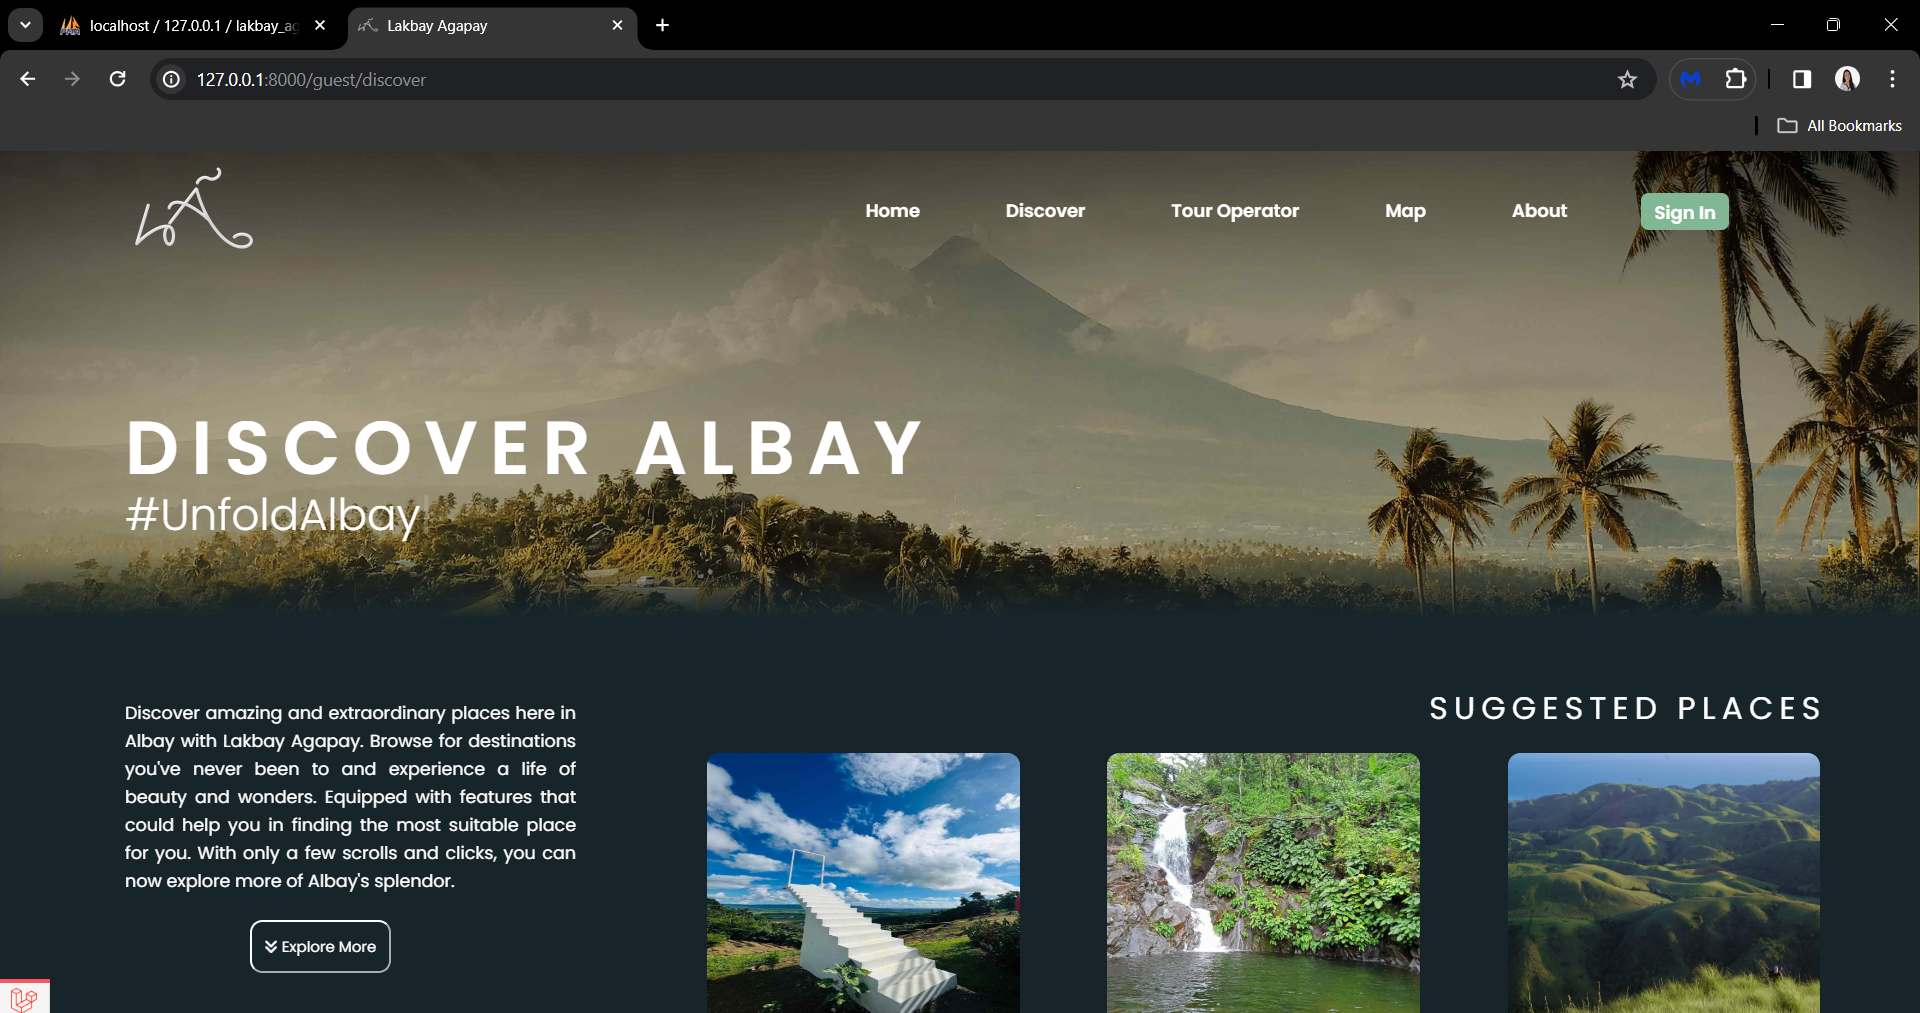 localhost / 127.0.0.1 / lakbay_ag
Lakbay Agapay
127.0.0.1:8000/guest/discover
All Bookmarks
LA
Home
Discover
Tour Operator
Map
About
Sign In
DISCOVER ALBAY
#UnfoldAlbay
Discover amazing and extraordinary places here in
Albay with Lakbay Agapay. Browse for destinations
you've never been to and experience a life of
beauty and wonders. Equipped with features that
could help you in finding the most suitable place
for you. With only a few scrolls and clicks, you can
now explore more of Albay's splendor.
Explore More
SUGGESTED PLACES